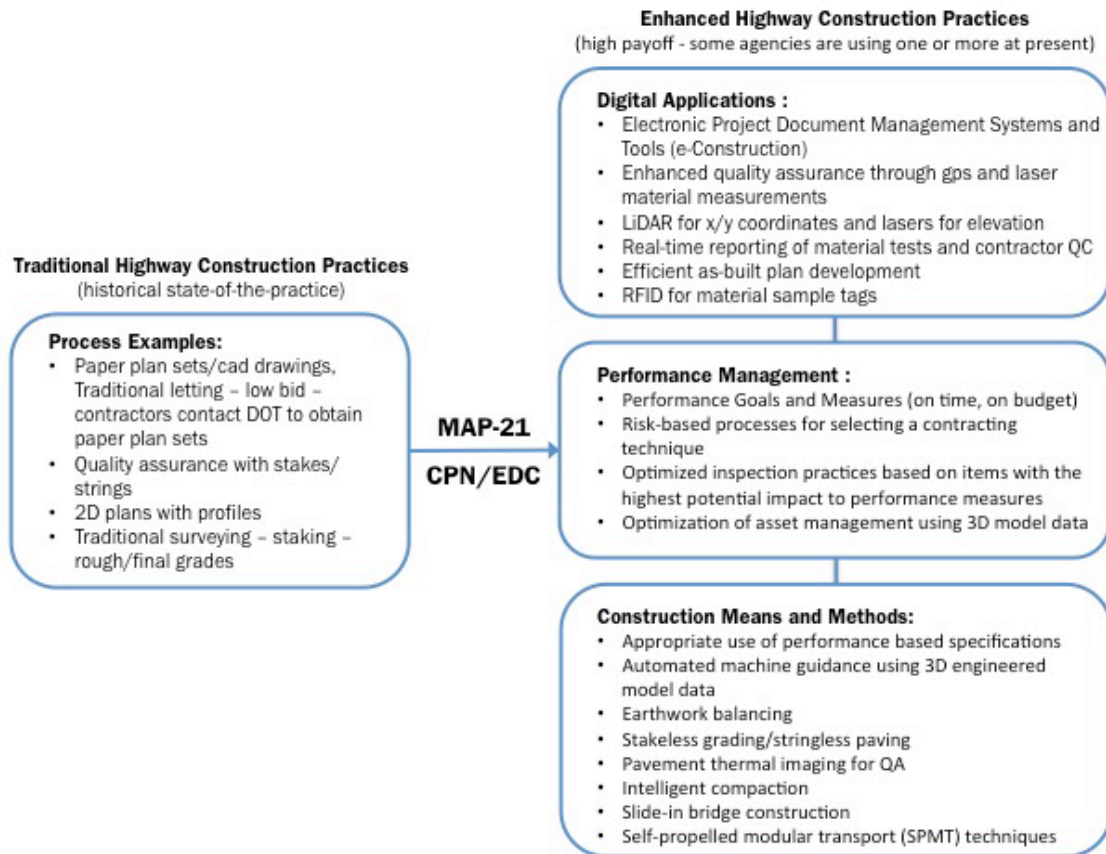 Enhanced Highway Construction Practices
(high payoff - some agencies are using one or more at present)
Digital Applications :
• Electronic Project Document Management Systems and
Tools (e-Construction)
• Enhanced quality assurance through gps and laser
material measurements
• LiDAR for x/y coordinates and lasers for elevation
• Real-time reporting of material tests and contractor QC
• Efficient as-built plan development
• RFID for material sample tags
Traditional Highway Construction Practices
(historical state-of-the-practice)
Process Examples:
• Paper plan sets/cad drawings,
Traditional letting – low bid –
contractors contact DOT to obtain
paper plan sets
• Quality assurance with stakes/
strings
• 2D plans with profiles
• Traditional surveying – staking –
rough/final grades
MAP-21
CPN/EDC
Performance Management :
• Performance Goals and Measures (on time, on budget)
• Risk-based processes for selecting a contracting
technique
• Optimized inspection practices based on items with the
highest potential impact to performance measures
• Optimization of asset management using 3D model data
Construction Means and Methods:
• Appropriate use of performance based specifications
• Automated machine guidance using 3D engineered
model data
• Earthwork balancing
• Stakeless grading/stringless paving
• Pavement thermal imaging for QA
• Intelligent compaction
• Slide-in bridge construction
• Self-propelled modular transport (SPMT) techniques